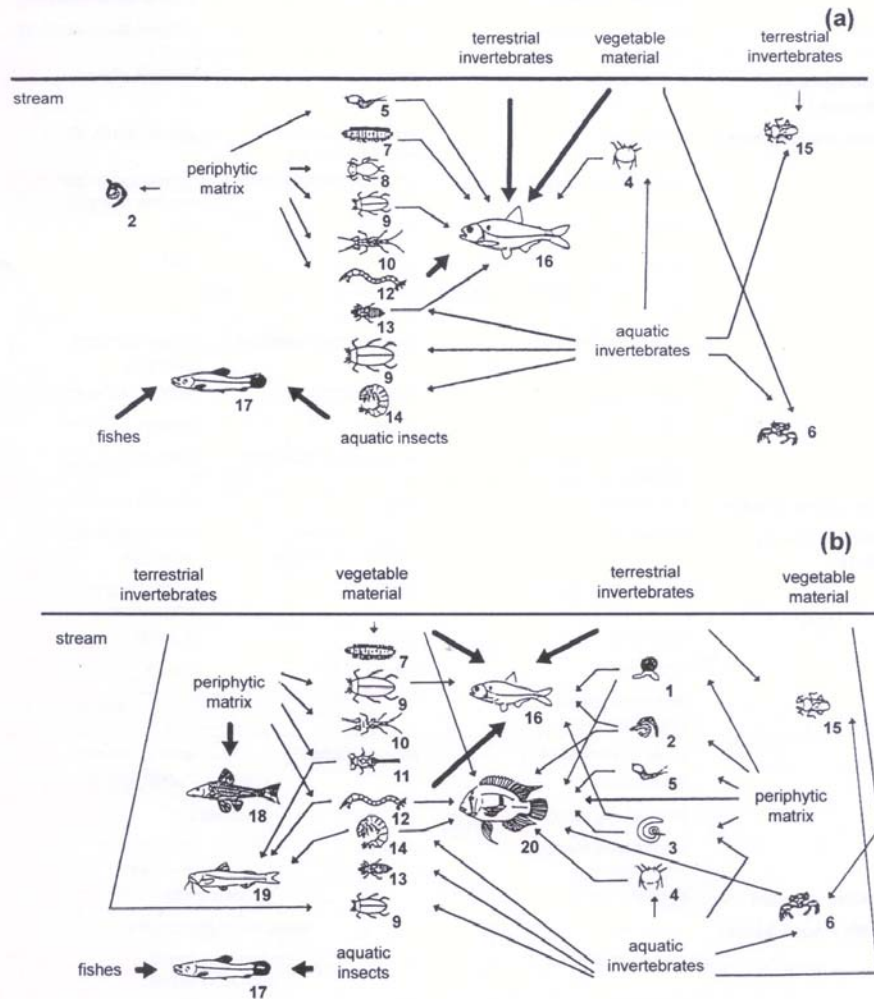 (a)
terrestrial
invertebrates
vegetable
material
terrestrial
invertebrates
stream
5
7
periphytic
matrix
8
4
15
2
9
10
16
12
13
aquatic
invertebrates
9
17
14
6
fishes
aquatic insects
(b)
terrestrial
invertebrates
vegetable
material
terrestrial
invertebrates
vegetable
material
stream
7
periphytic
matrix
9
16
1
15
10
2
11
5
18
12
periphytic
matrix
14
20
3
19
13
4
6
9
fishes
17
aquatic
insects
aquatic
invertebrates